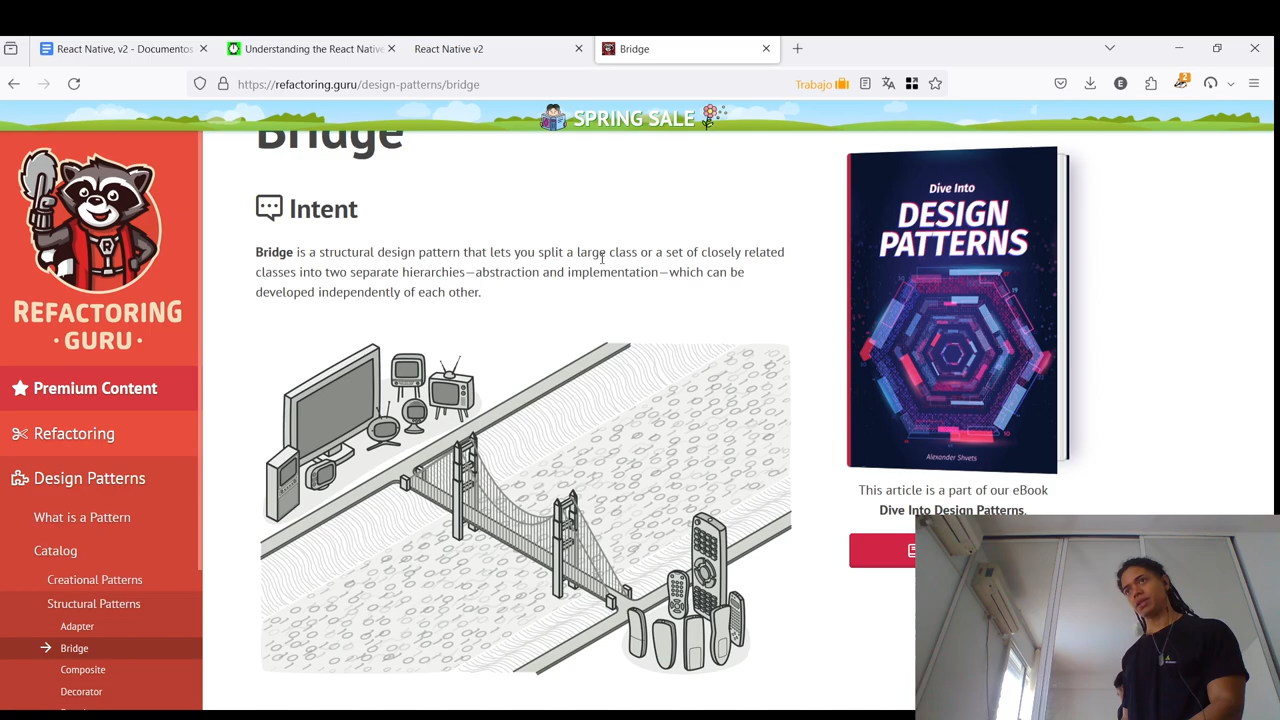 React Native, v2 - Documentos
Understanding the React Native
React Native v2
Bridge
https://refactoring.guru/design-patterns/bridge
Trabajo
E
2
SPRING SALE
Bridge
Intent
Bridge is a structural design pattern that lets you split a large class or a set of closely related
classes into two separate hierarchies—abstraction and implementation—which can be
developed independently of each other.
R
REFACTORING
·GURU·
Premium Content
Refactoring
Design Patterns
What is a Pattern
Catalog
Creational Patterns
Structural Patterns
Adapter
Bridge
Composite
Decorator
Dive Into
DESIGN
PATTERNS
Alexander Shvets
This article is a part of our eBook
Dive Into Design Patterns.